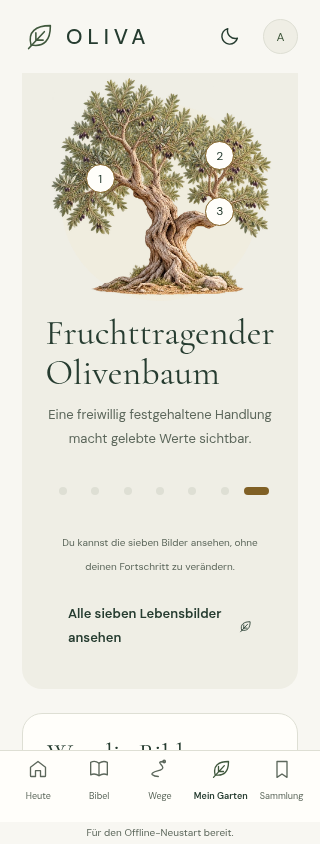 OLIVA
A
1
2
3
Fruchttragender
Olivenbaum
Eine freiwillig festgehaltene Handlung
macht gelebte Werte sichtbar.
Du kannst die sieben Bilder ansehen, ohne
deinen Fortschritt zu verändern.
Alle sieben Lebensbilder
ansehen
Heute
Bibel
Wege
Mein Garten
Sammlung
Für den Offline-Neustart bereit.